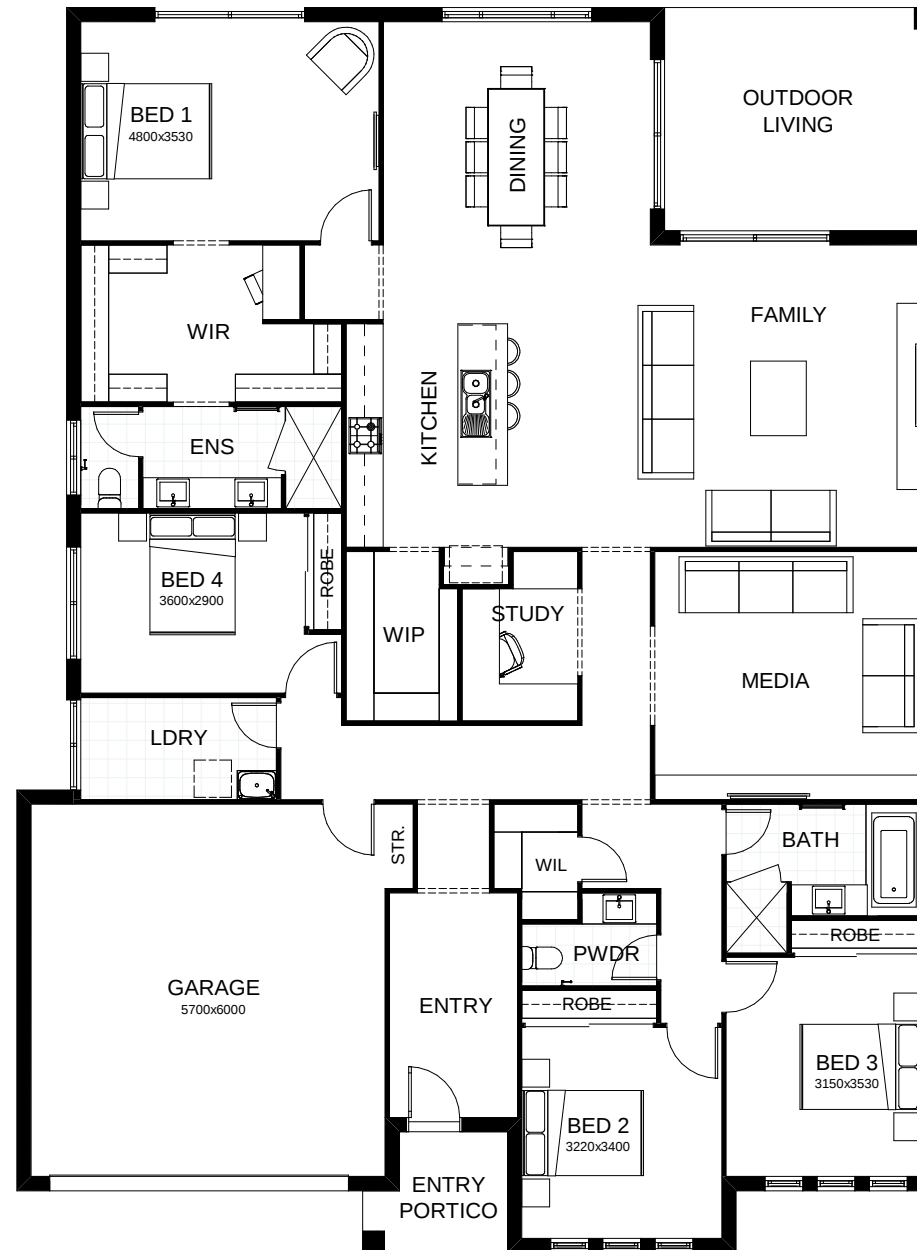 BED 1
4800x3530
DINING
OUTDOOR
LIVING
WIR
FAMILY
KITCHEN
ENS
BED 4
3600x2900
ROBE
WIP
STUDY
MEDIA
LDRY
STR.
WIL
BATH
ROBE
PWDR
GARAGE
5700x6000
ENTRY
ROBE
BED 3
3150x3530
BED 2
3220x3400
ENTRY
PORTICO